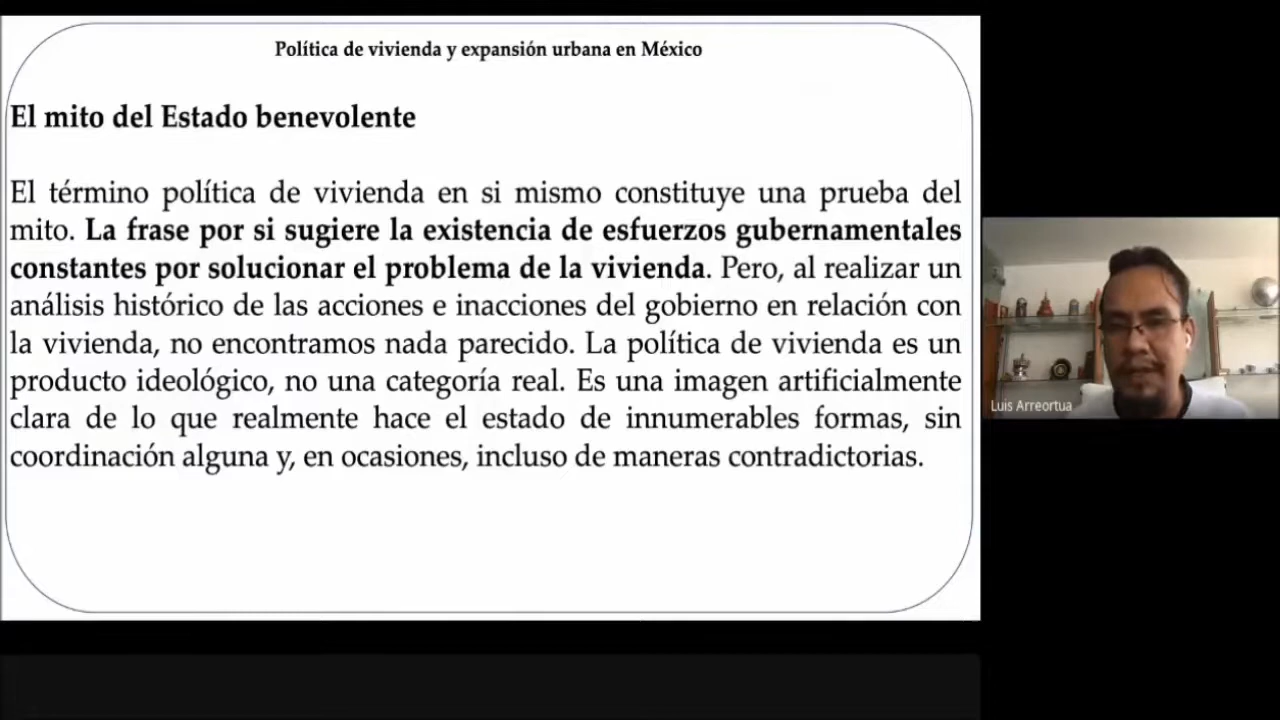 Política de vivienda y expansión urbana en México
El mito del Estado benevolente
El término política de vivienda en si mismo constituye una prueba del
mito. La frase por si sugiere la existencia de esfuerzos gubernamentales
constantes por solucionar el problema de la vivienda. Pero, al realizar un
análisis histórico de las acciones e inacciones del gobierno en relación con
la vivienda, no encontramos nada parecido. La política de vivienda es un
producto ideológico, no una categoría real. Es una imagen artificialmente
clara de lo que realmente hace el estado de innumerables formas, sin
coordinación alguna y, en ocasiones, incluso de maneras contradictorias.
Luis Arreortua